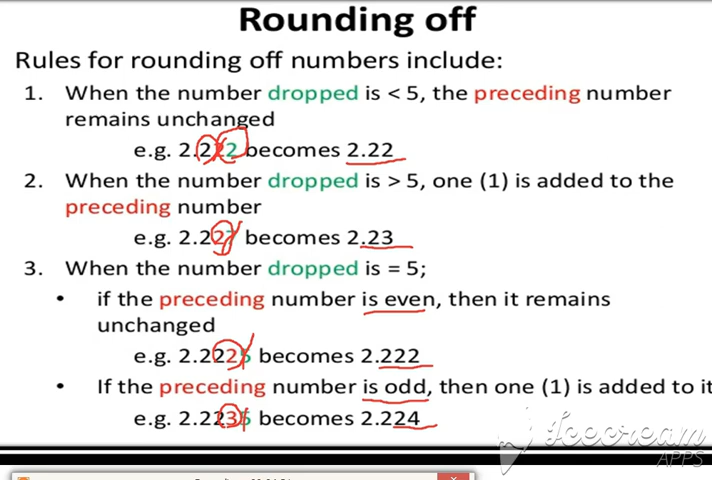 Rounding off
Rules for rounding off numbers include:
1. When the number dropped is < 5, the preceding number
remains unchanged
e.g. 2.222 becomes 2.22
2. When the number dropped is > 5, one (1) is added to the
preceding number
e.g. 2.227 becomes 2.23
3. When the number dropped is = 5;
• if the preceding number is even, then it remains
unchanged
e.g. 2.2225 becomes 2.222
• If the preceding number is odd, then one (1) is added to it
e.g. 2.2235 becomes 2.224
Icecream
APPS